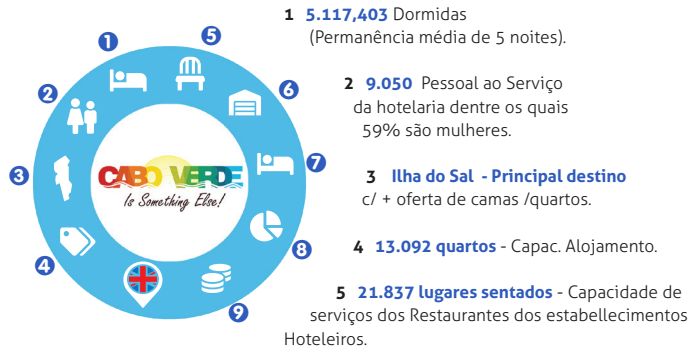 1 5.117,403 Dormidas
(Permanência média de 5 noites).
2 9.050 Pessoal ao Serviço
da hotelaria dentre os quais
59% são mulheres.
3 Ilha do Sal - Principal destino
c/ + oferta de camas /quartos.
4 13.092 quartos - Capac. Alojamento.
5 21.837 lugares sentados - Capacidade de
serviços dos Restaurantes dos estabellecimentos
Hoteleiros.
1
5
2
6
3
7
CABO VERDE
Is Something Else!
4
8
9